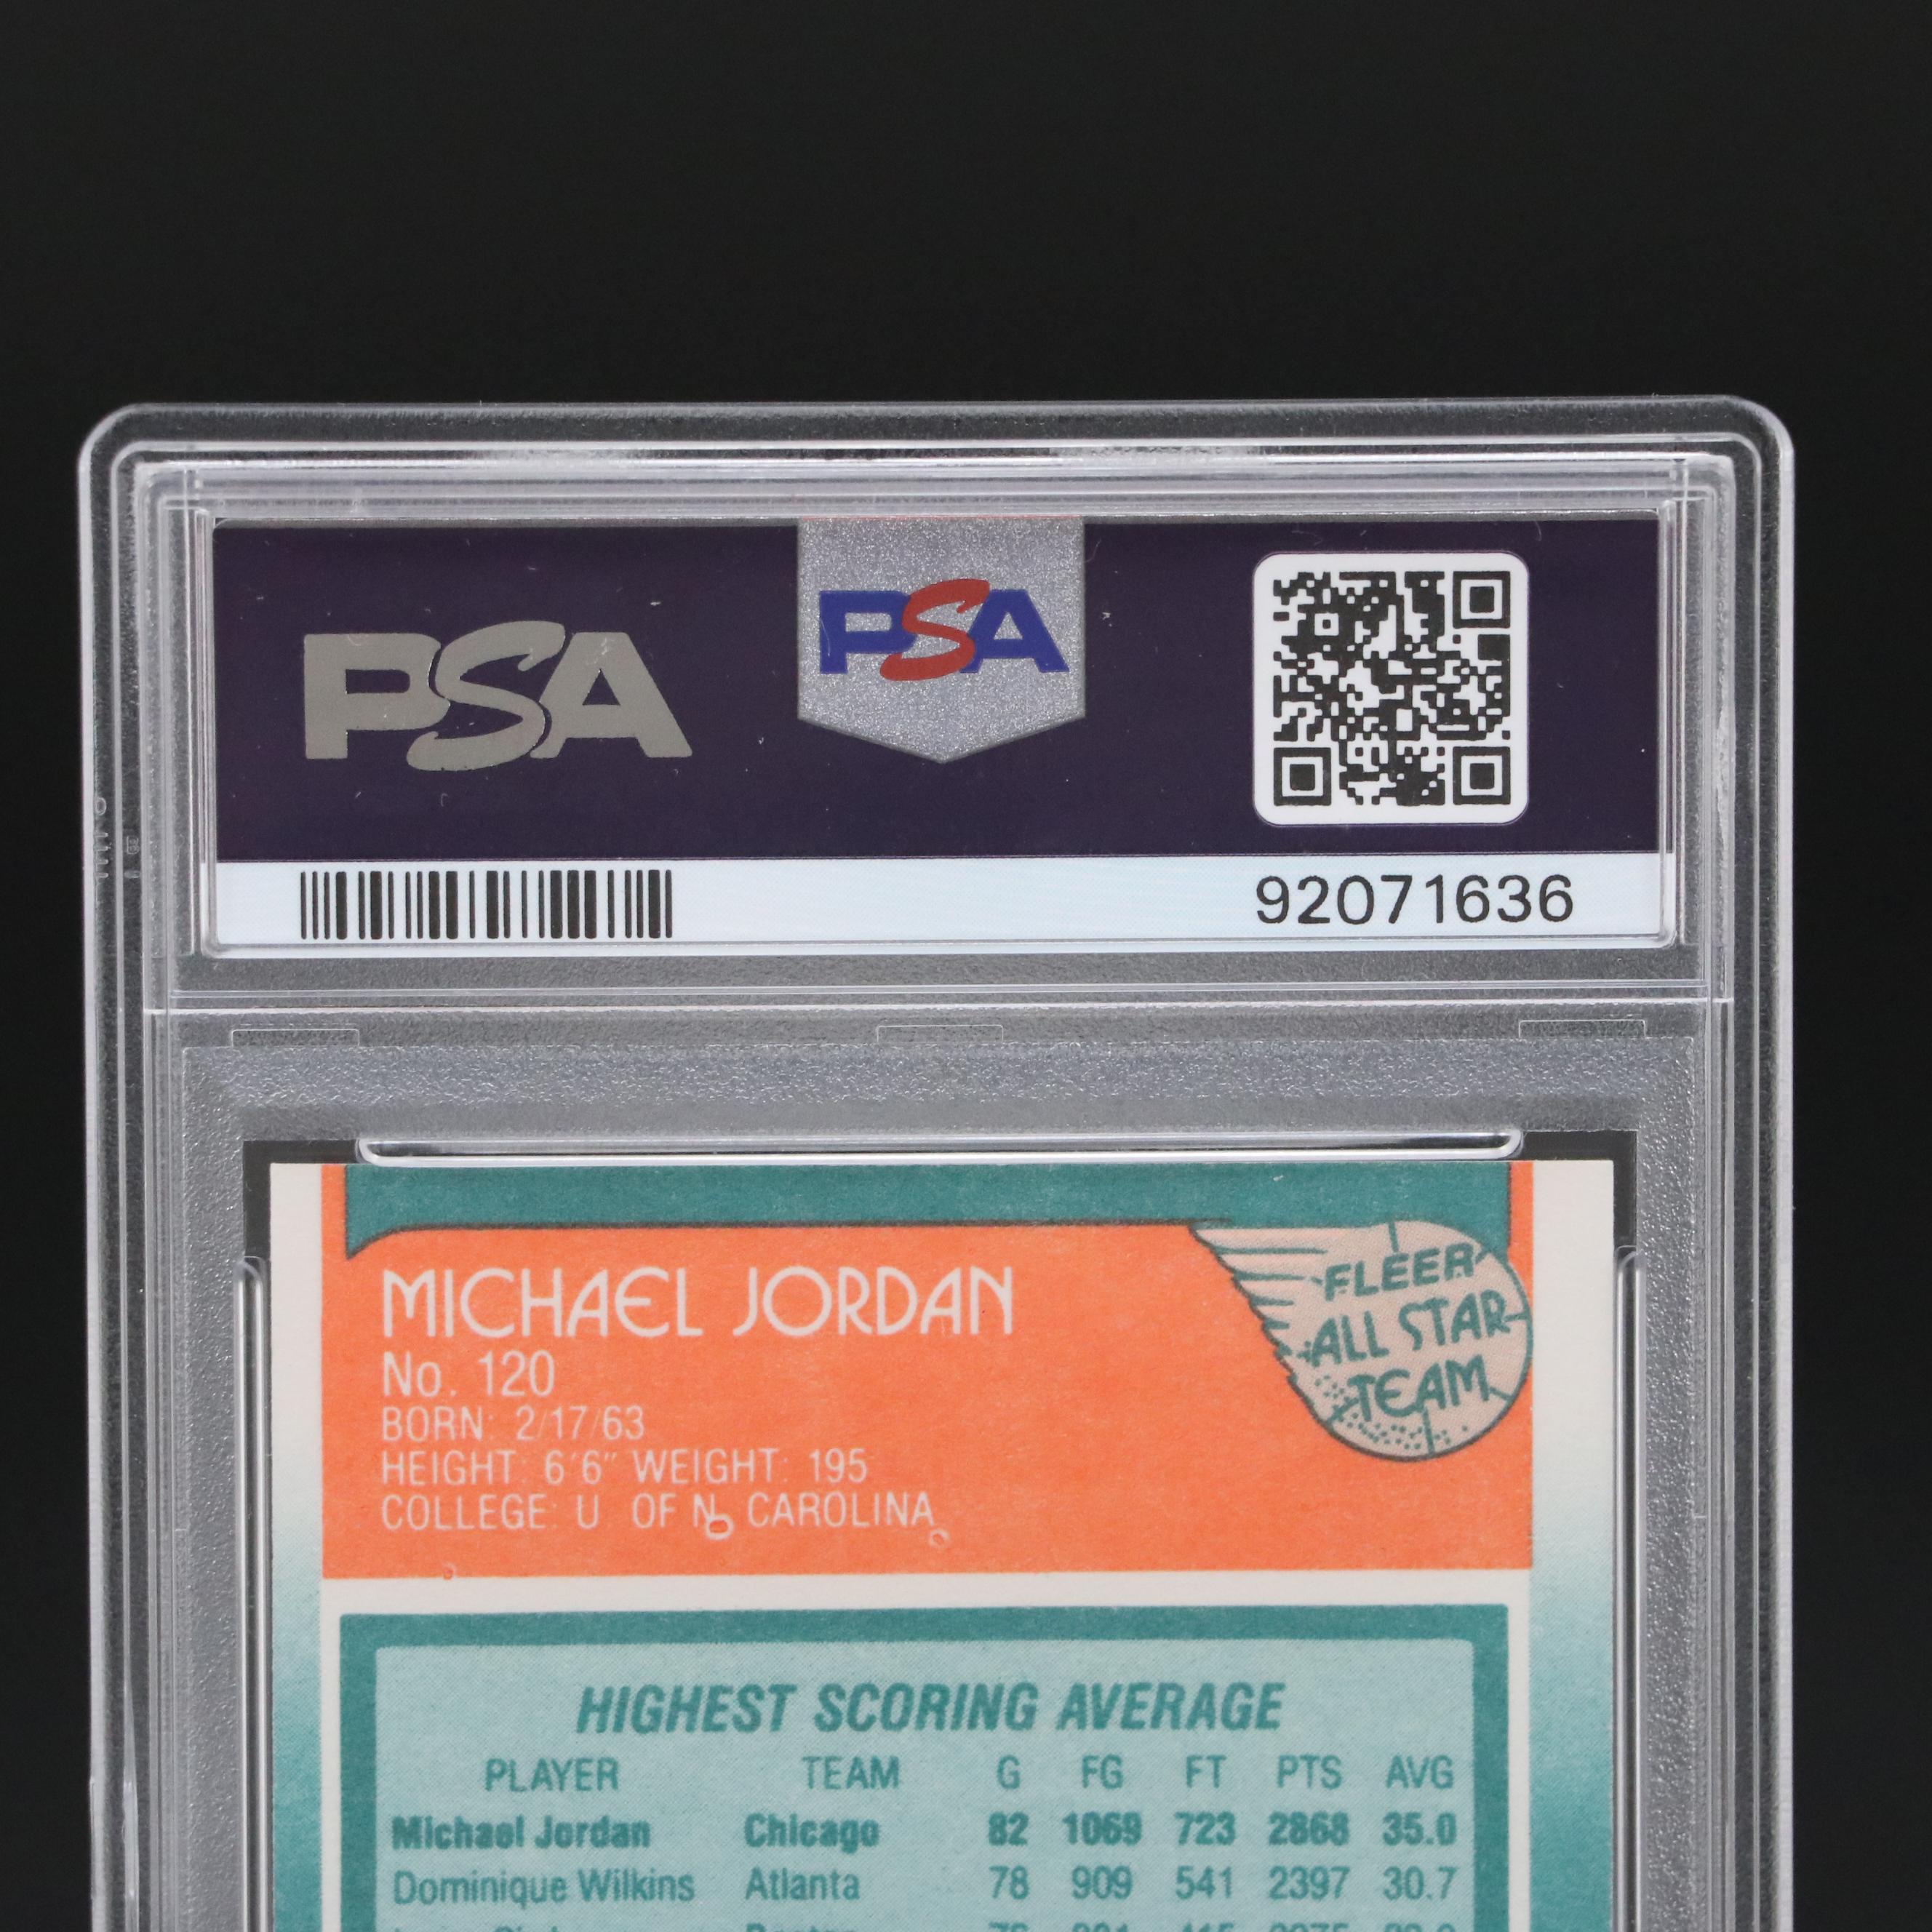 PSA
PSA
92071636
MICHAEL JORDAN
No. 120
BORN: 2/17/63
HEIGHT: 6'6" WEIGHT: 195
COLLEGE: U OF N. CAROLINA
FLEER
ALL STAR
TEAM
HIGHEST SCORING AVERAGE
PLAYER TEAM G FG FT PTS AVG
Michael Jordan Chicago 82 1069 723 2868 35.0
Dominique Wilkins Atlanta 78 909 541 2397 30.7